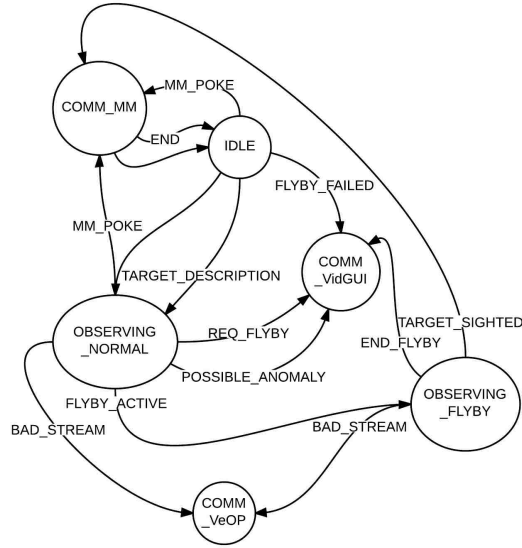 MM_POKE
COMM_MM
END
IDLE
FLYBY_FAILED
MM_POKE
COMM
_VidGUI
TARGET_DESCRIPTION
TARGET_SIGHTED
OBSERVING
_NORMAL
REQ_FLYBY
END_FLYBY
POSSIBLE_ANOMALY
FLYBY_ACTIVE
OBSERVING
_FLYBY
BAD_STREAM
BAD_STREAM
COMM
_VeOP